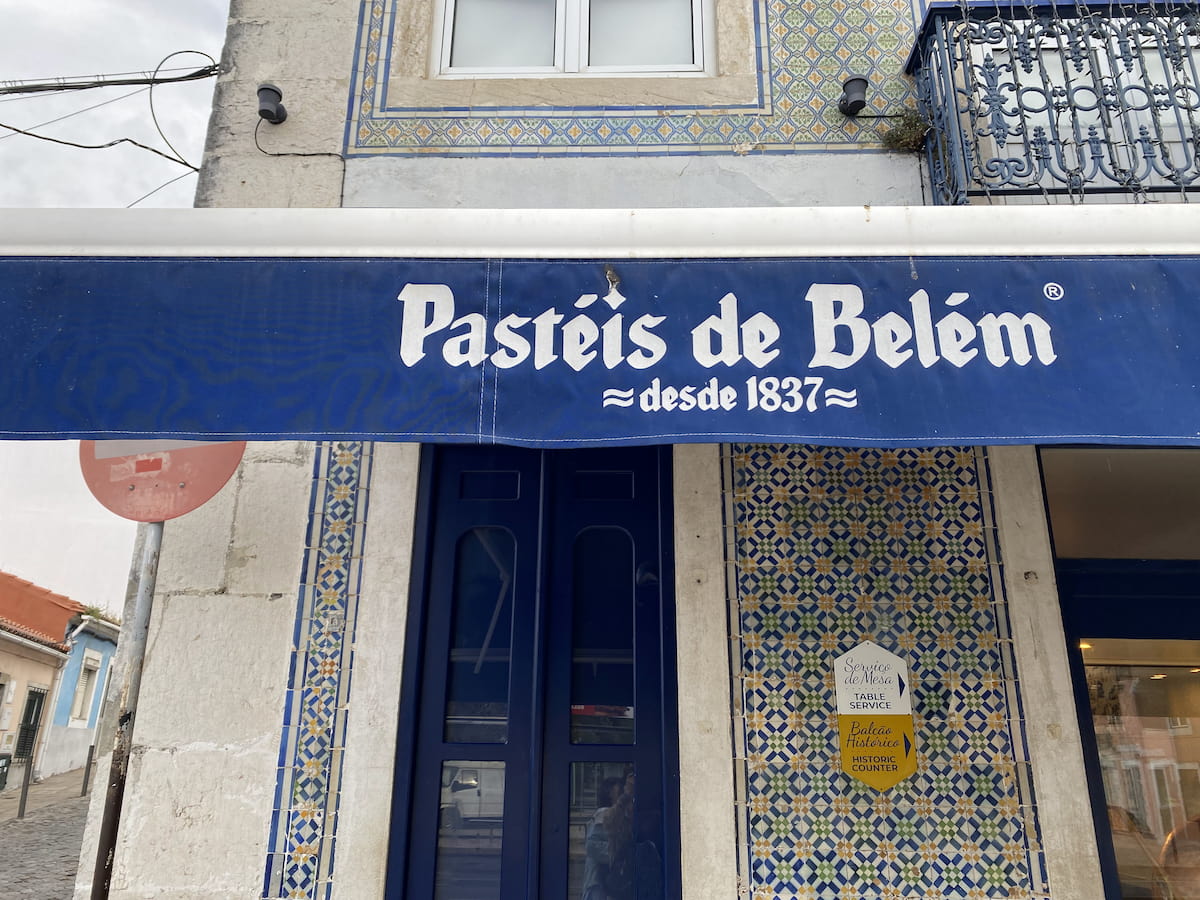 Pastéis de Belém ®
≈desde 1837≈
Serviço
de Mesa
TABLE
SERVICE
Balcão
Histórico
HISTORIC
COUNTER